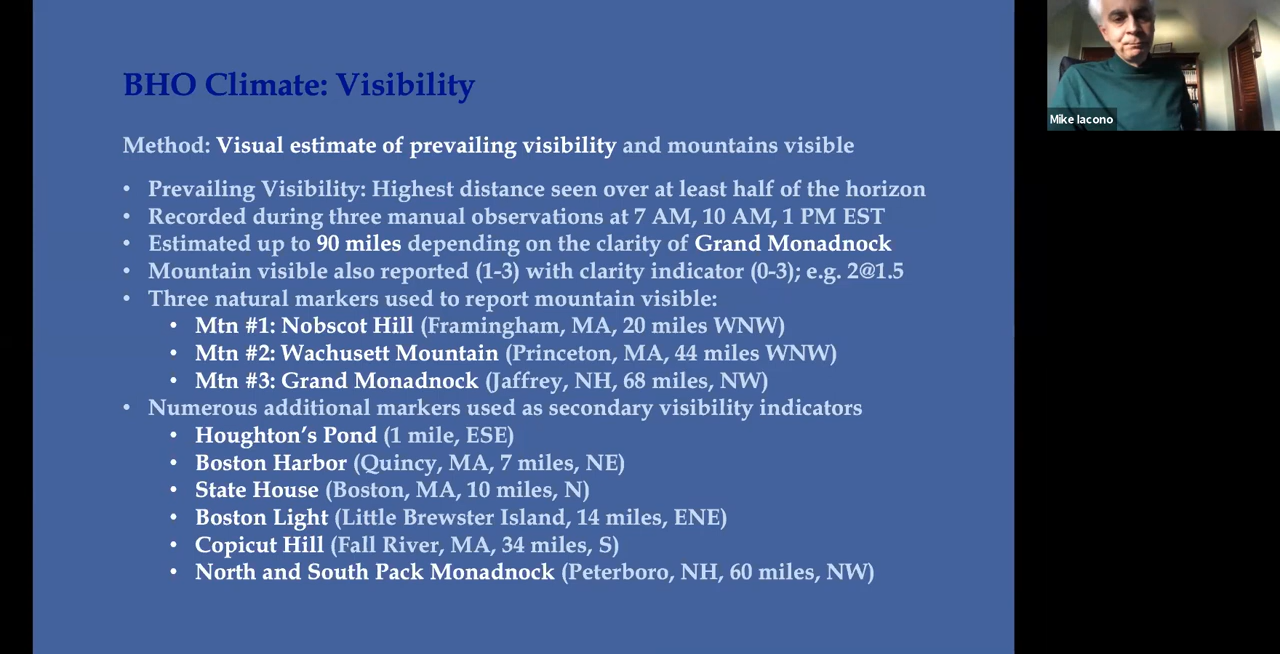 BHO Climate: Visibility
Method: Visual estimate of prevailing visibility and mountains visible
• Prevailing Visibility: Highest distance seen over at least half of the horizon
• Recorded during three manual observations at 7 AM, 10 AM, 1 PM EST
• Estimated up to 90 miles depending on the clarity of Grand Monadnock
• Mountain visible also reported (1-3) with clarity indicator (0-3); e.g. 2@1.5
• Three natural markers used to report mountain visible:
• Mtn #1: Nobscot Hill (Framingham, MA, 20 miles WNW)
• Mtn #2: Wachusett Mountain (Princeton, MA, 44 miles WNW)
• Mtn #3: Grand Monadnock (Jaffrey, NH, 68 miles, NW)
• Numerous additional markers used as secondary visibility indicators
• Houghton's Pond (1 mile, ESE)
• Boston Harbor (Quincy, MA, 7 miles, NE)
• State House (Boston, MA, 10 miles, N)
• Boston Light (Little Brewster Island, 14 miles, ENE)
• Copicut Hill (Fall River, MA, 34 miles, S)
• North and South Pack Monadnock (Peterboro, NH, 60 miles, NW)
Mike Iacono